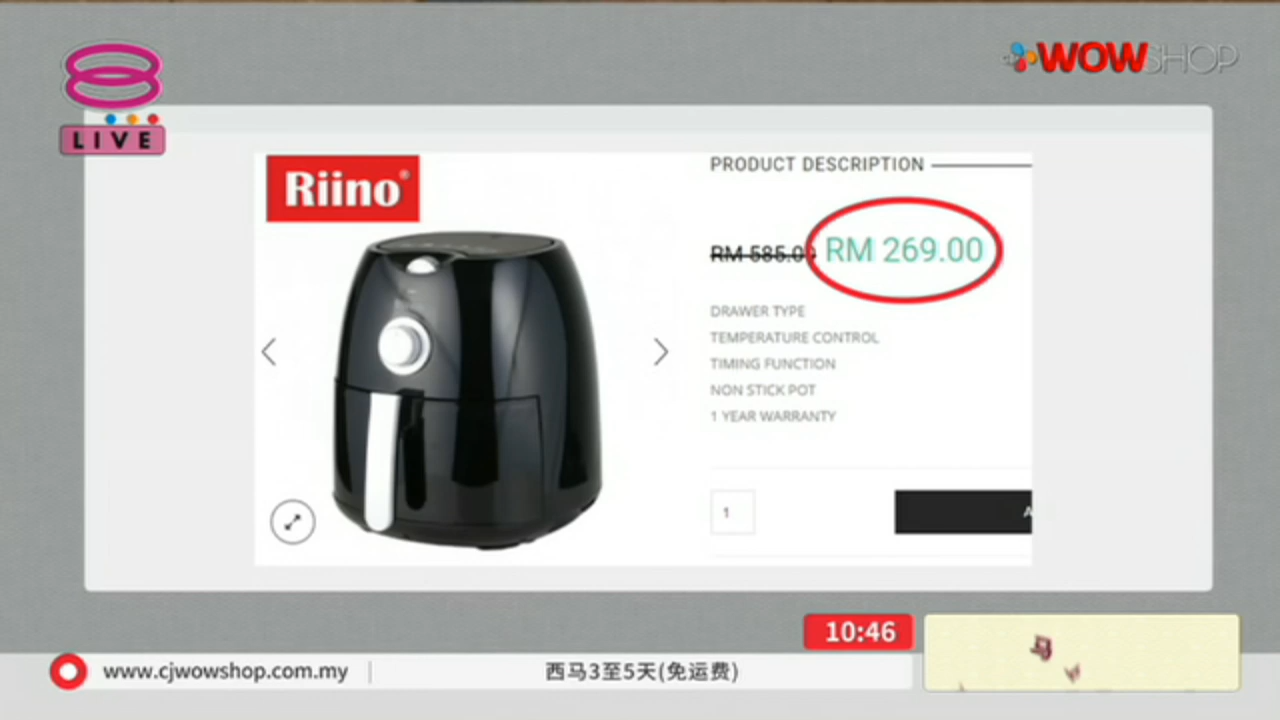 LIVE
WOWSHOP
Riino®
PRODUCT DESCRIPTION
RM 585.00 RM 269.00
DRAWER TYPE
TEMPERATURE CONTROL
TIMING FUNCTION
NON STICK POT
1 YEAR WARRANTY
1
A
10:46
www.cjwowshop.com.my
西马3至5天(免运费)